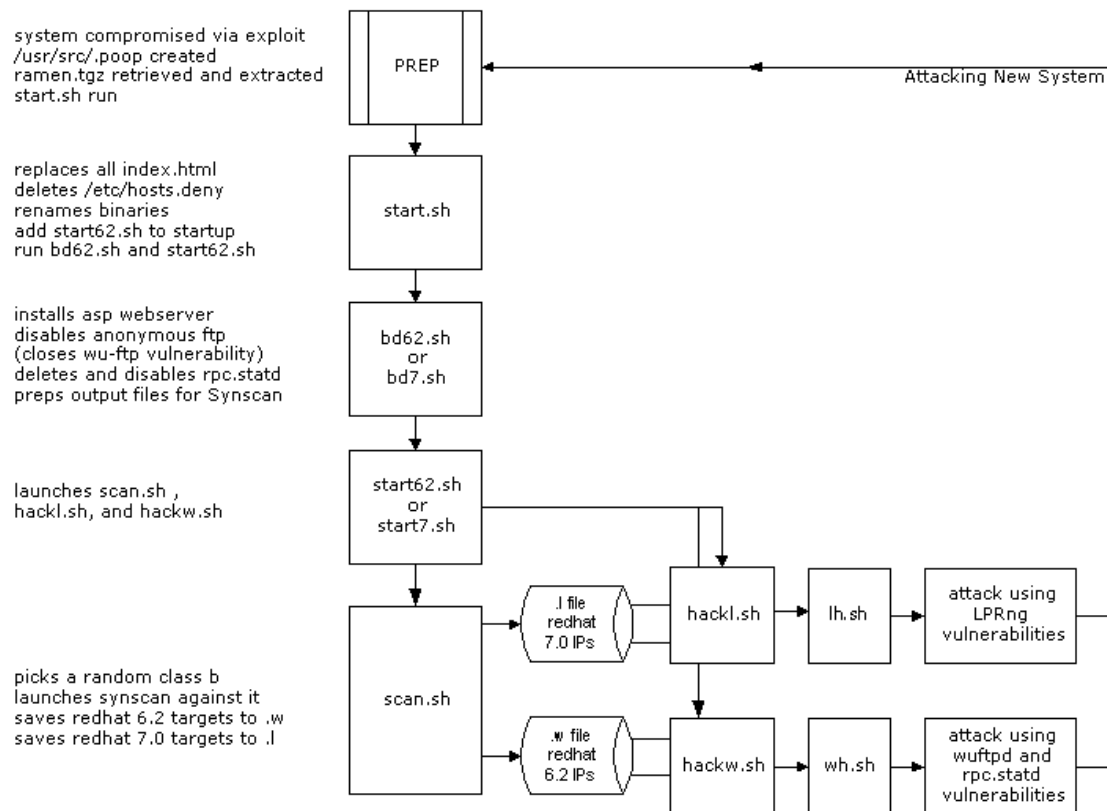 system compromised via exploit
/usr/src/.poop created
ramen.tgz retrieved and extracted
start.sh run
PREP
Attacking New System
replaces all index.html
deletes /etc/hosts.deny
renames binaries
add start62.sh to startup
run bd62.sh and start62.sh
start.sh
installs asp webserver
disables anonymous ftp
(closes wu-ftp vulnerability)
deletes and disables rpc.statd
preps output files for Synscan
bd62.sh
or
bd7.sh
launches scan.sh ,
hackl.sh, and hackw.sh
start62.sh
or
start7.sh
picks a random class b
launches synscan against it
saves redhat 6.2 targets to .w
saves redhat 7.0 targets to .l
scan.sh
.l file
redhat
7.0 IPs
hackl.sh
lh.sh
attack using
LPRng
vulnerabilities
.w file
redhat
6.2 IPs
hackw.sh
wh.sh
attack using
wuftpd and
rpc.statd
vulnerabilities